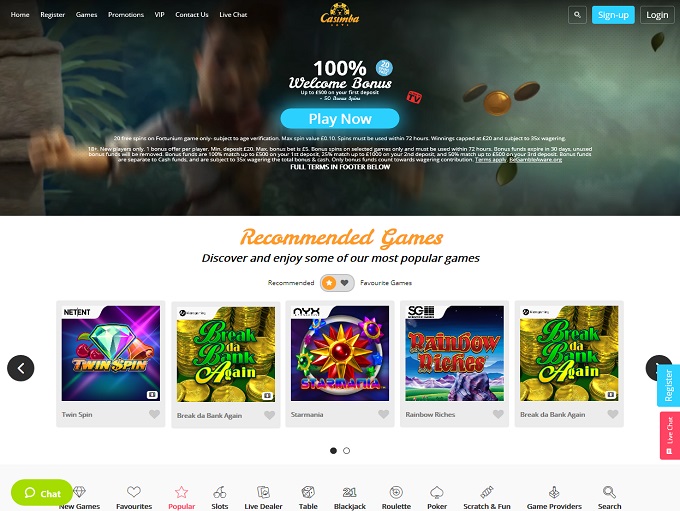 Home Register Games Promotions VIP Contact Us Live Chat
Casimba
Sign-up Login
100%
20
Welcome Bonus
Up to £500 on your first deposit
+ 50 Bonus Spins
TV
Play Now
20 free spins on Fortunium game only- subject to age verification. Max spin value £0.10. Spins must be used within 72 hours. Winnings capped at £20 and subject to 35x wagering.
18+. New players only. 1 bonus offer per player. Min. deposit £20. Max. bonus bet is £5. Bonus spins on selected games only and must be used within 72 hours. Bonus funds expire in 30 days, unused
bonus funds will be removed. Bonus funds are 100% match up to £500 on your 1st deposit, 25% match up to £1000 on your 2nd deposit, and 50% match up to £500 on your 3rd deposit. Bonus funds
are separate to Cash funds, and are subject to 35x wagering the total bonus & cash. Only bonus funds count towards wagering contribution. Terms apply. BeGambleAware.org
FULL TERMS IN FOOTER BELOW
Recommended Games
Discover and enjoy some of our most popular games
Recommended Favourite Games
NETENT
TWIN SPIN
Break da Bank Again
NYX
STARMANIA
SG
Rainbow Riches
Break da Bank Again
Twin Spin
Break da Bank Again
Starmania
Rainbow Riches
Break da Bank Again
Register
Live Chat
Chat
New Games Favourites Popular Slots Live Dealer Table Blackjack Roulette Poker Scratch & Fun Game Providers Search
21